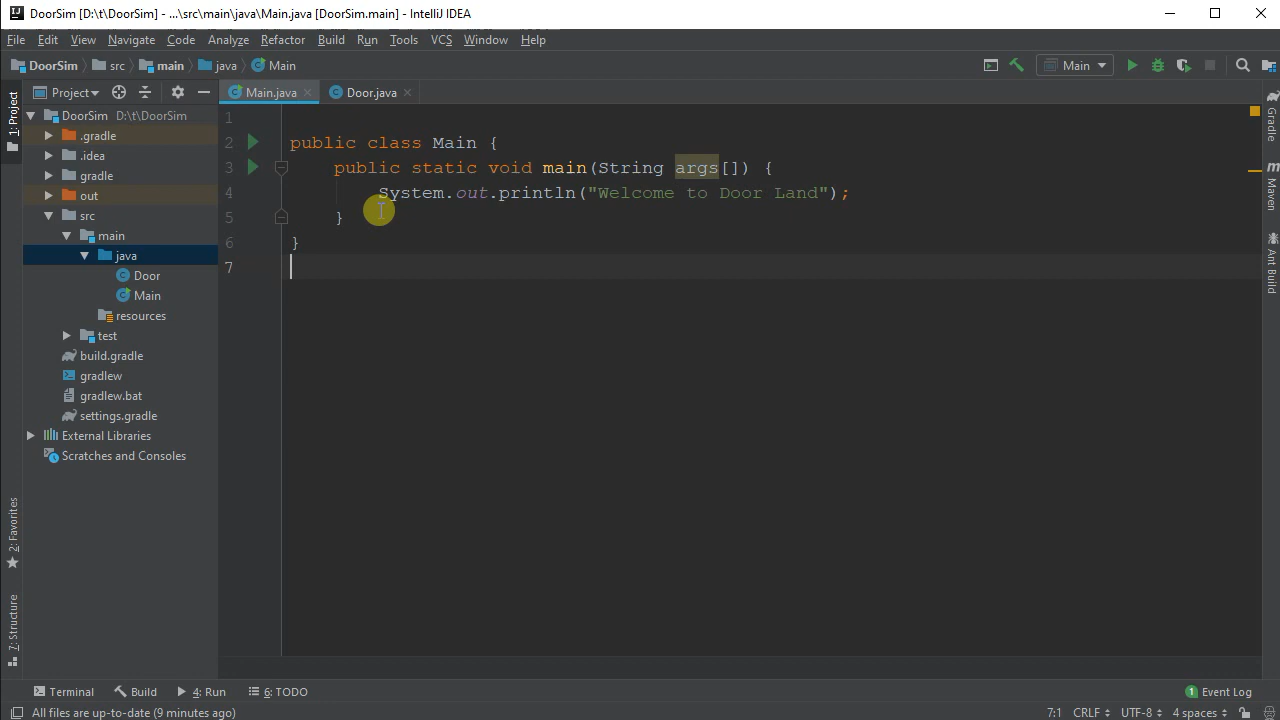 DoorSim [D:\t\DoorSim] - ...\src\main\java\Main.java [DoorSim.main] - IntelliJ IDEA
File Edit View Navigate Code Analyze Refactor Build Run Tools VCS Window Help
DoorSim src main java Main
Main
1: Project
Project
Main.java
Door.java
DoorSim D:\t\DoorSim
.gradle
.idea
gradle
out
src
main
java
Door
Main
resources
test
build.gradle
gradlew
gradlew.bat
settings.gradle
External Libraries
Scratches and Consoles
1
2 public class Main {
3 public static void main(String args[]) {
4 System.out.println("Welcome to Door Land");
5 }
6 }
7
Gradle
m
Maven
Ant Build
2: Favorites
7: Structure
Terminal Build 4: Run 6: TODO
1 Event Log
All files are up-to-date (9 minutes ago)
7:1 CRLF UTF-8 4 spaces